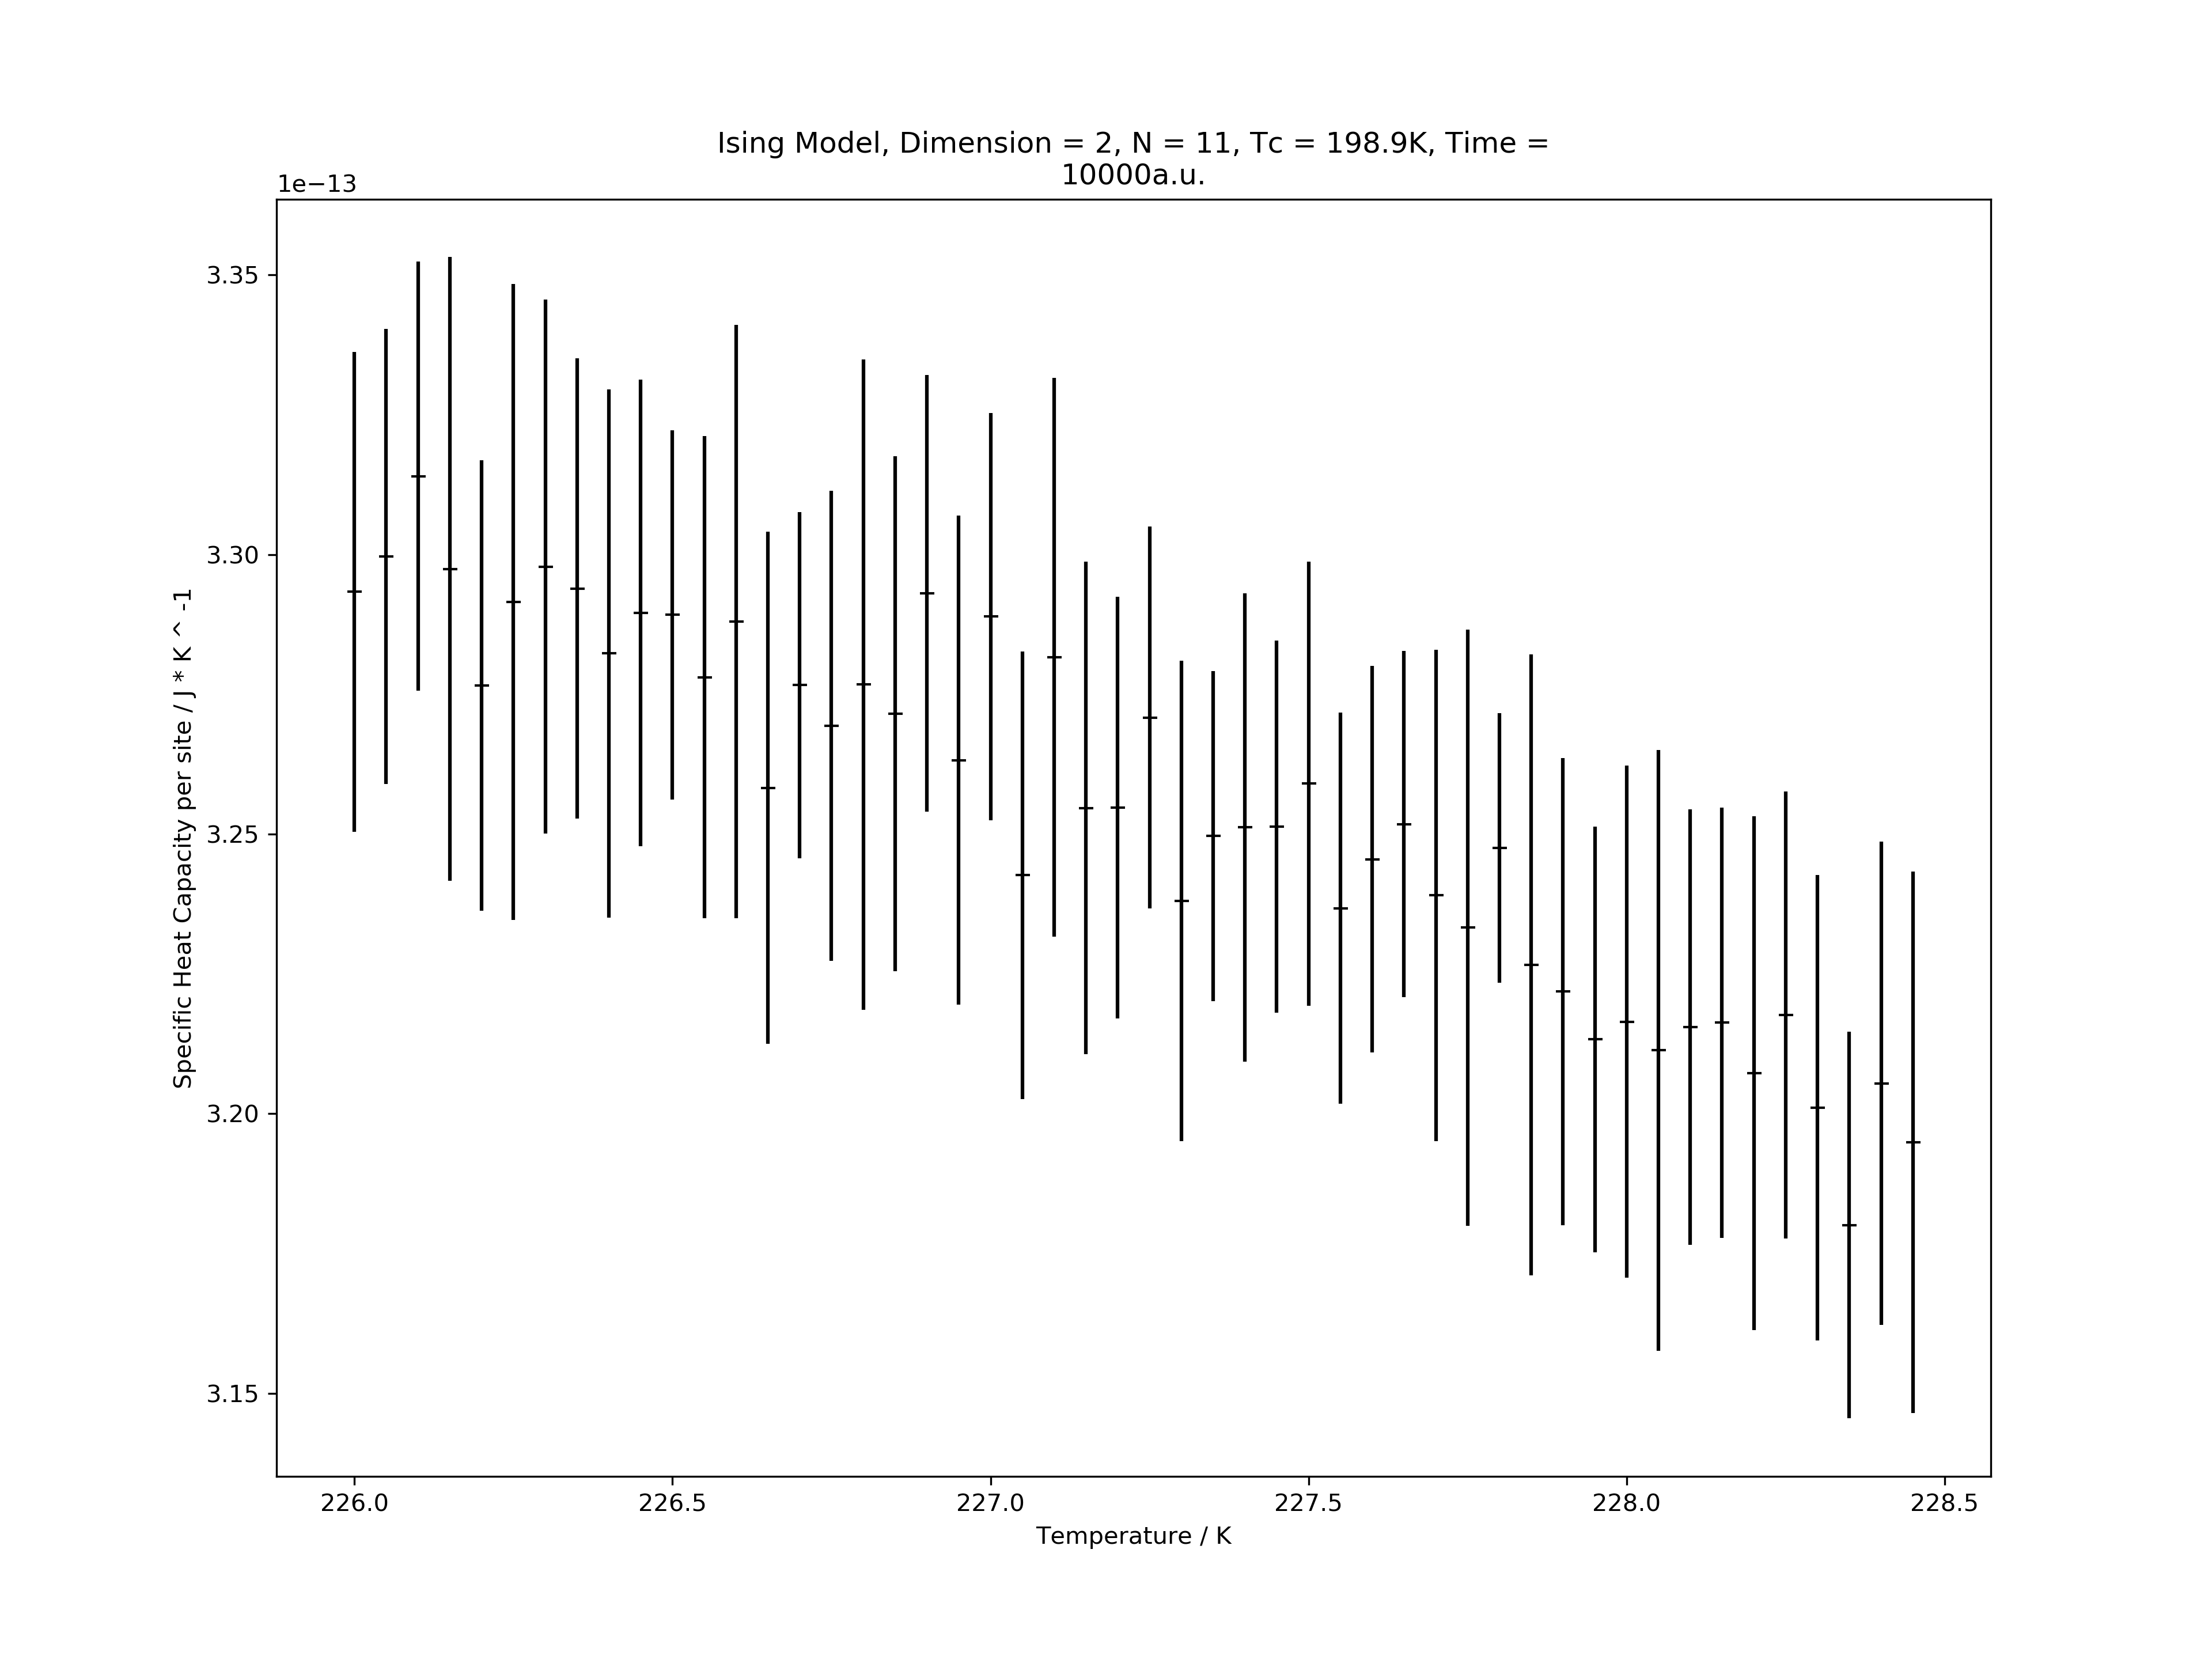 Ising Model, Dimension = 2, N = 11, Tc = 198.9K, Time =
10000a.u.
1e−13
3.35
3.30
3.25
3.20
3.15
Specific Heat Capacity per site / J * K ^ -1
226.0 226.5 227.0 227.5 228.0 228.5
Temperature / K